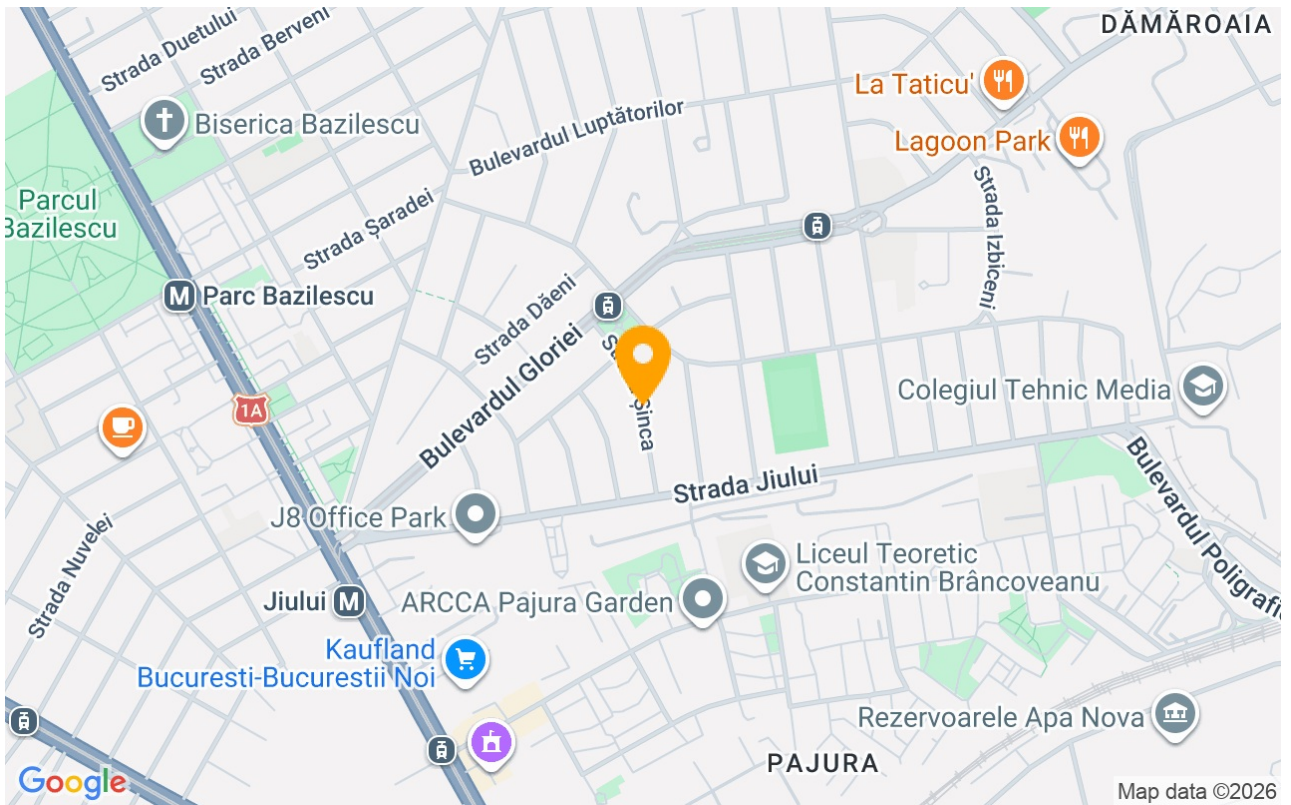 DĂMĂROAIA
Strada Duetului
Strada Berveni
La Taticu'
Biserica Bazilescu
Bulevardul Luptătorilor
Lagoon Park
Parcul
Bazilescu
Strada Șaradei
Strada Izbiceni
M Parc Bazilescu
Strada Dăeni
Bulevardul Gloriei
1A
Șinca
Colegiul Tehnic Media
Strada Jiului
J8 Office Park
Bulevardul
Strada Nuvelei
Liceul Teoretic
Constantin Brâncoveanu
Jiului M
ARCCA Pajura Garden
Kaufland
Bucuresti-Bucurestii Noi
Rezervoarele Apa Nova
PAJURA
Google
Map data ©2026